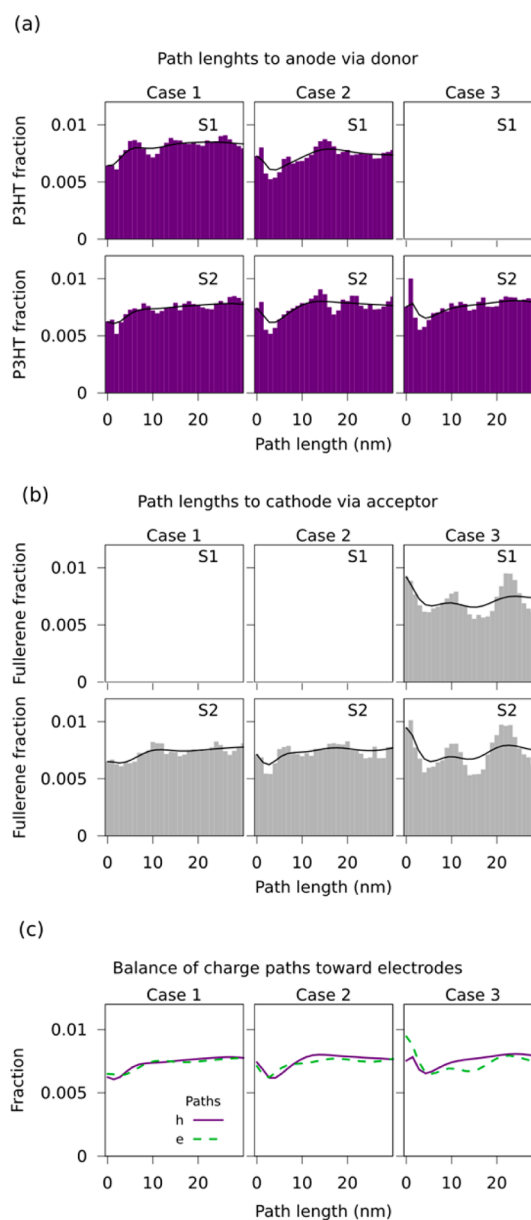 (a)
Path lenghts to anode via donor
Case 1 Case 2 Case 3
P3HT fraction
0.01
0.005
0
S1 S1 S1
P3HT fraction
0.01
0.005
0
S2 S2 S2
0 10 20 0 10 20 0 10 20
Path length (nm)
(b)
Path lengths to cathode via acceptor
Case 1 Case 2 Case 3
Fullerene fraction
0.01
0.005
0
S1 S1 S1
Fullerene fraction
0.01
0.005
0
S2 S2 S2
0 10 20 0 10 20 0 10 20
Path length (nm)
(c)
Balance of charge paths toward electrodes
Case 1 Case 2 Case 3
Fraction
0.01
0.005
0
Paths
h
e
0 10 20 0 10 20 0 10 20
Path length (nm)